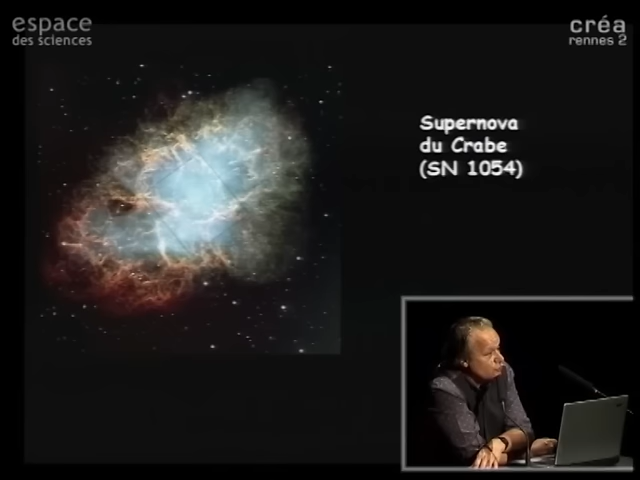 espace
des sciences
créa
rennes 2
Supernova
du Crabe
(SN 1054)